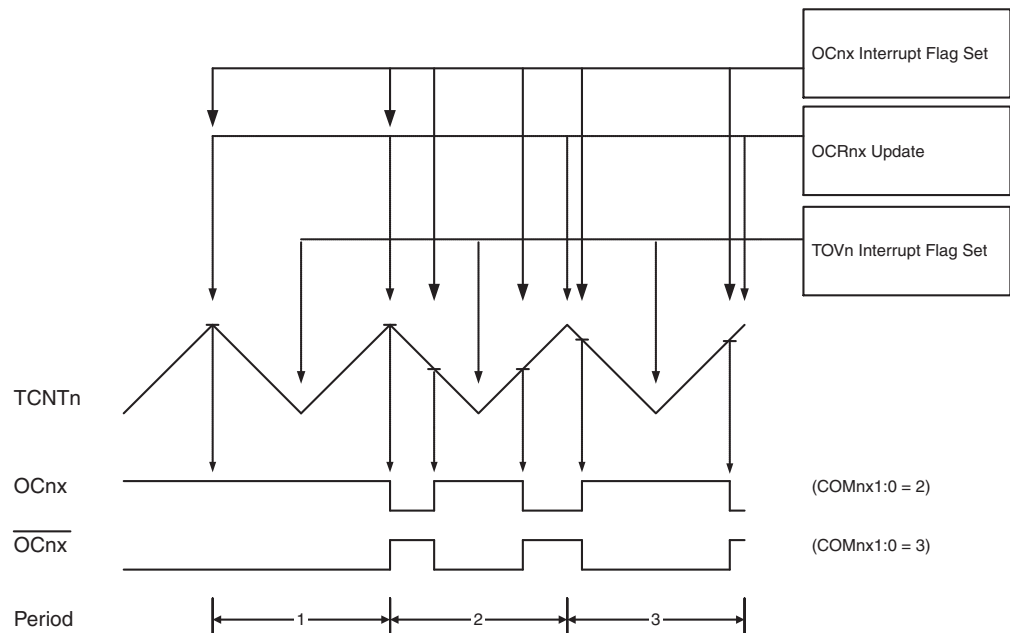 OCnx Interrupt Flag Set
OCRnx Update
TOVn Interrupt Flag Set
TCNTn
OCnx
(COMnx1:0 = 2)
OCnx
(COMnx1:0 = 3)
Period
1
2
3